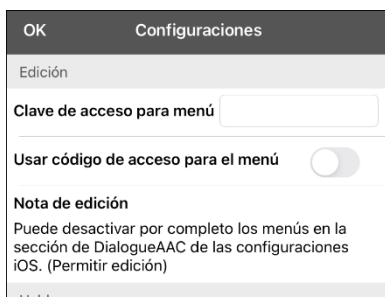 OK Configuraciones
Edición
Clave de acceso para menú
Usar código de acceso para el menú
Nota de edición
Puede desactivar por completo los menús en la
sección de DialogueAAC de las configuraciones
iOS. (Permitir edición)